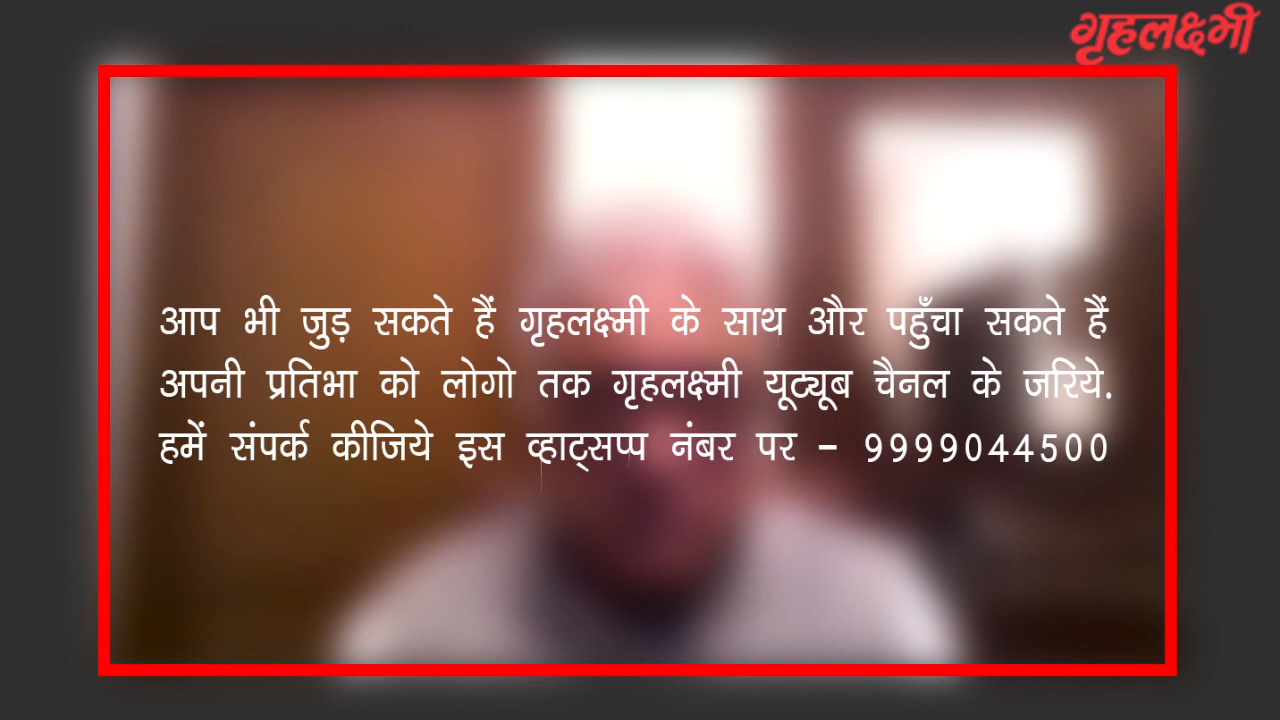 गृहलक्ष्मी
आप भी जुड़ सकते हैं गृहलक्ष्मी के साथ और पहुँचा सकते हैं
अपनी प्रतिभा को लोगो तक गृहलक्ष्मी यूट्यूब चैनल के जरिये.
हमें संपर्क कीजिये इस व्हाट्सप्प नंबर पर - 9999044500